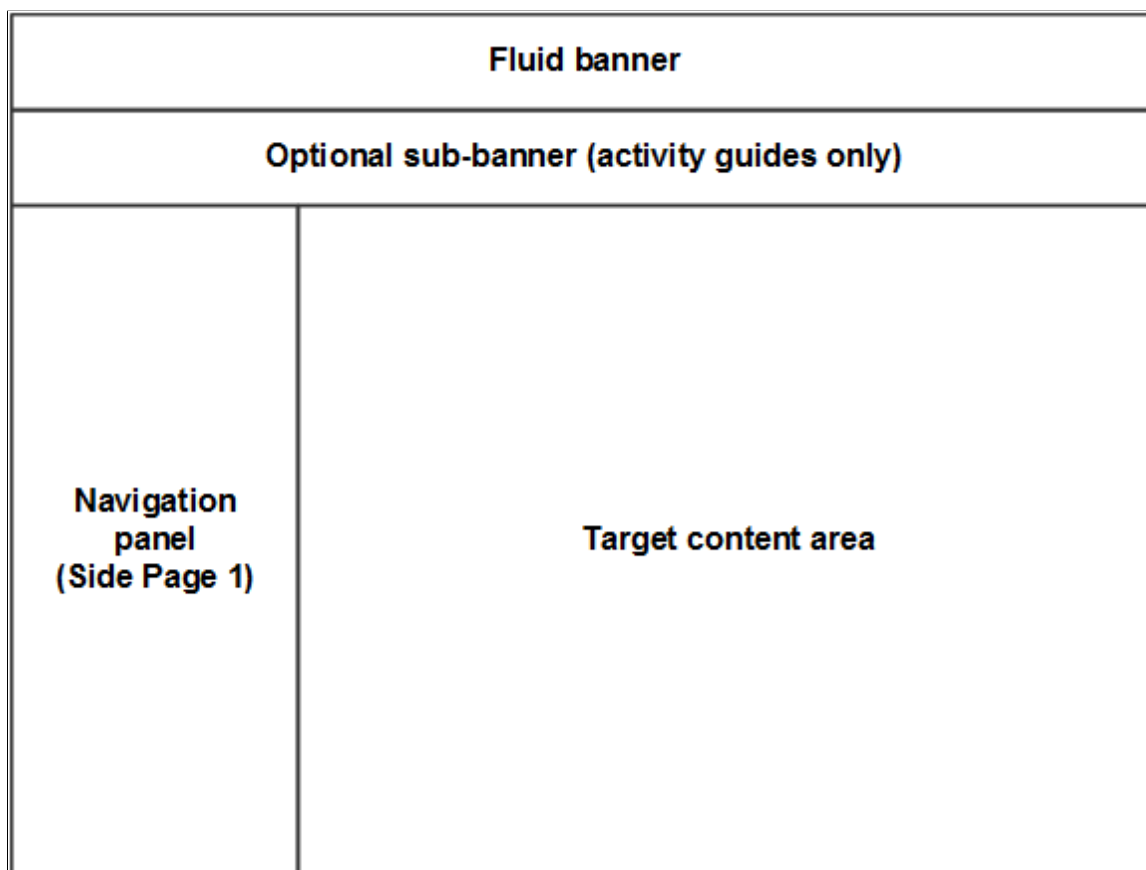 Fluid banner
Optional sub-banner (activity guides only)
Navigation
panel
(Side Page 1)
Target content area